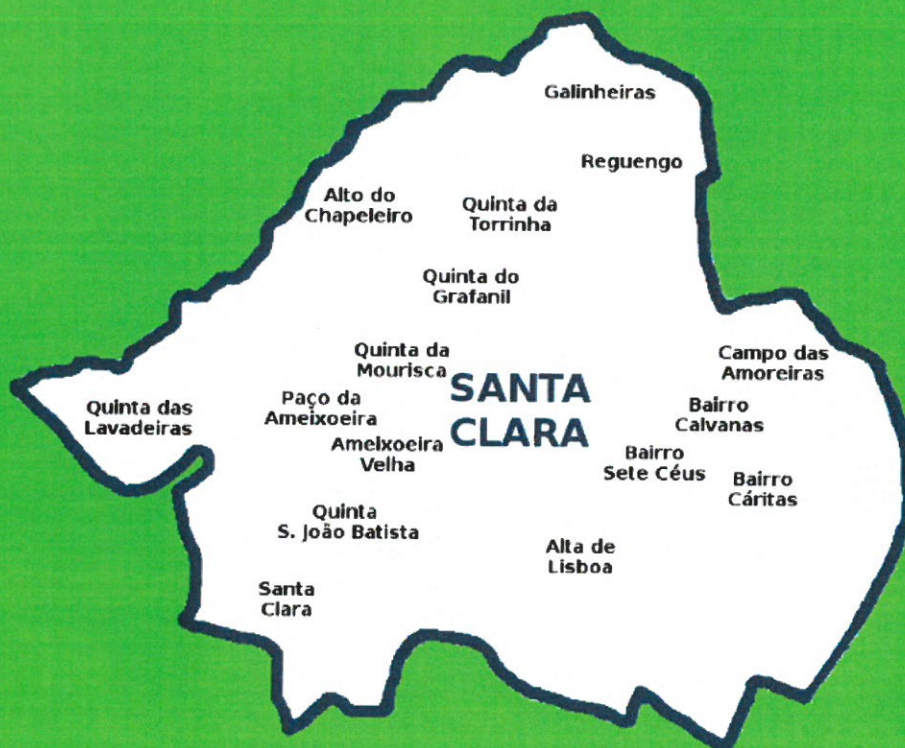 Galinheiras
Reguengo
Alto do
Chapeleiro
Quinta da
Torrinha
Quinta do
Grafanil
Quinta da
Mourisca
SANTA
CLARA
Campo das
Amoreiras
Quinta das
Lavadeiras
Paço da
Ameixoeira
Bairro
Calvanas
Ameixoeira
Velha
Bairro
Sete Céus
Bairro
Cáritas
Quinta
S. João Batista
Alta de
Lisboa
Santa
Clara